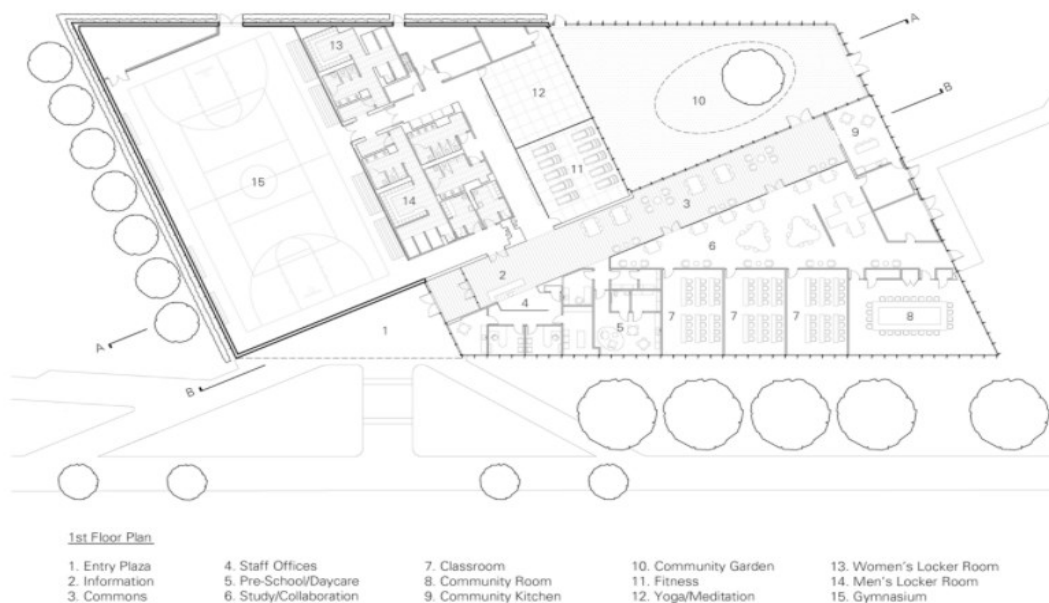 A
B
13
12
10
9
11
15
3
14
6
2
4
7
7
7
8
5
1
A
B
1st Floor Plan
1. Entry Plaza
2. Information
3. Commons
4. Staff Offices
5. Pre-School/Daycare
6. Study/Collaboration
7. Classroom
8. Community Room
9. Community Kitchen
10. Community Garden
11. Fitness
12. Yoga/Meditation
13. Women's Locker Room
14. Men's Locker Room
15. Gymnasium